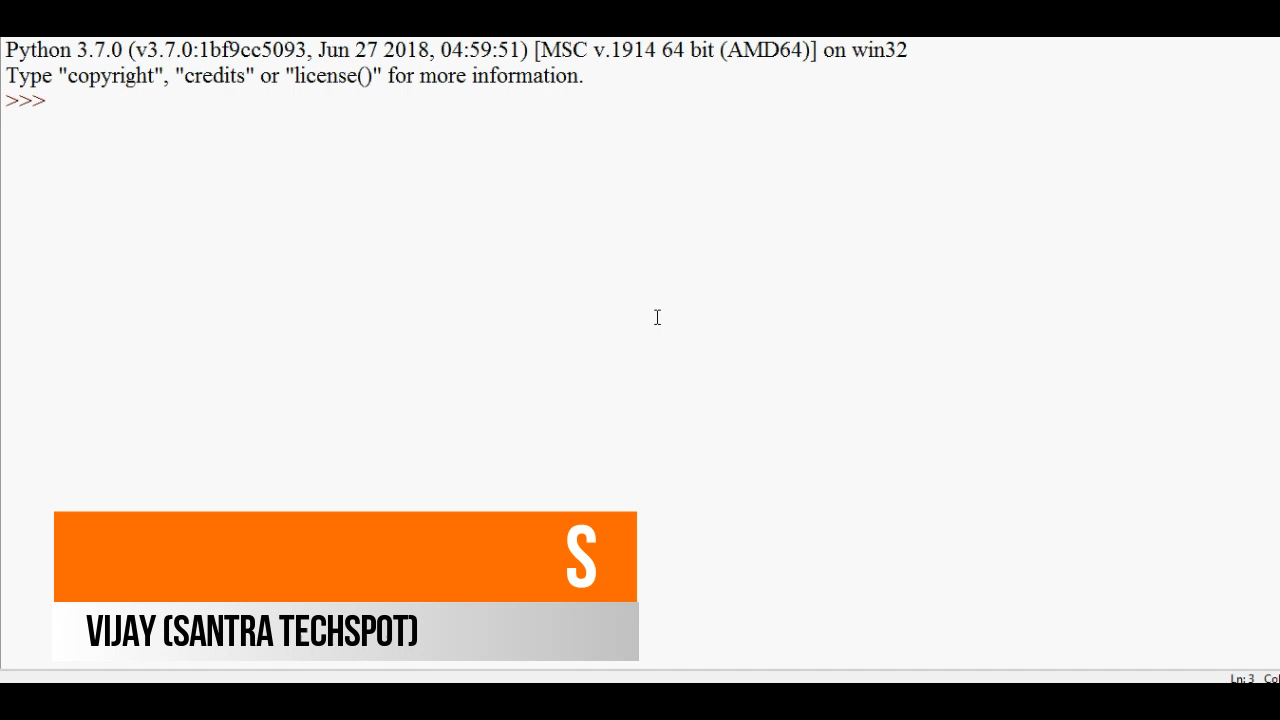 Python 3.7.0 (v3.7.0:1bf9cc5093, Jun 27 2018, 04:59:51) [MSC v.1914 64 bit (AMD64)] on win32
Type "copyright", "credits" or "license()" for more information.
>>>
S
VIJAY (SANTRA TECHSPOT)
Ln: 3 Co